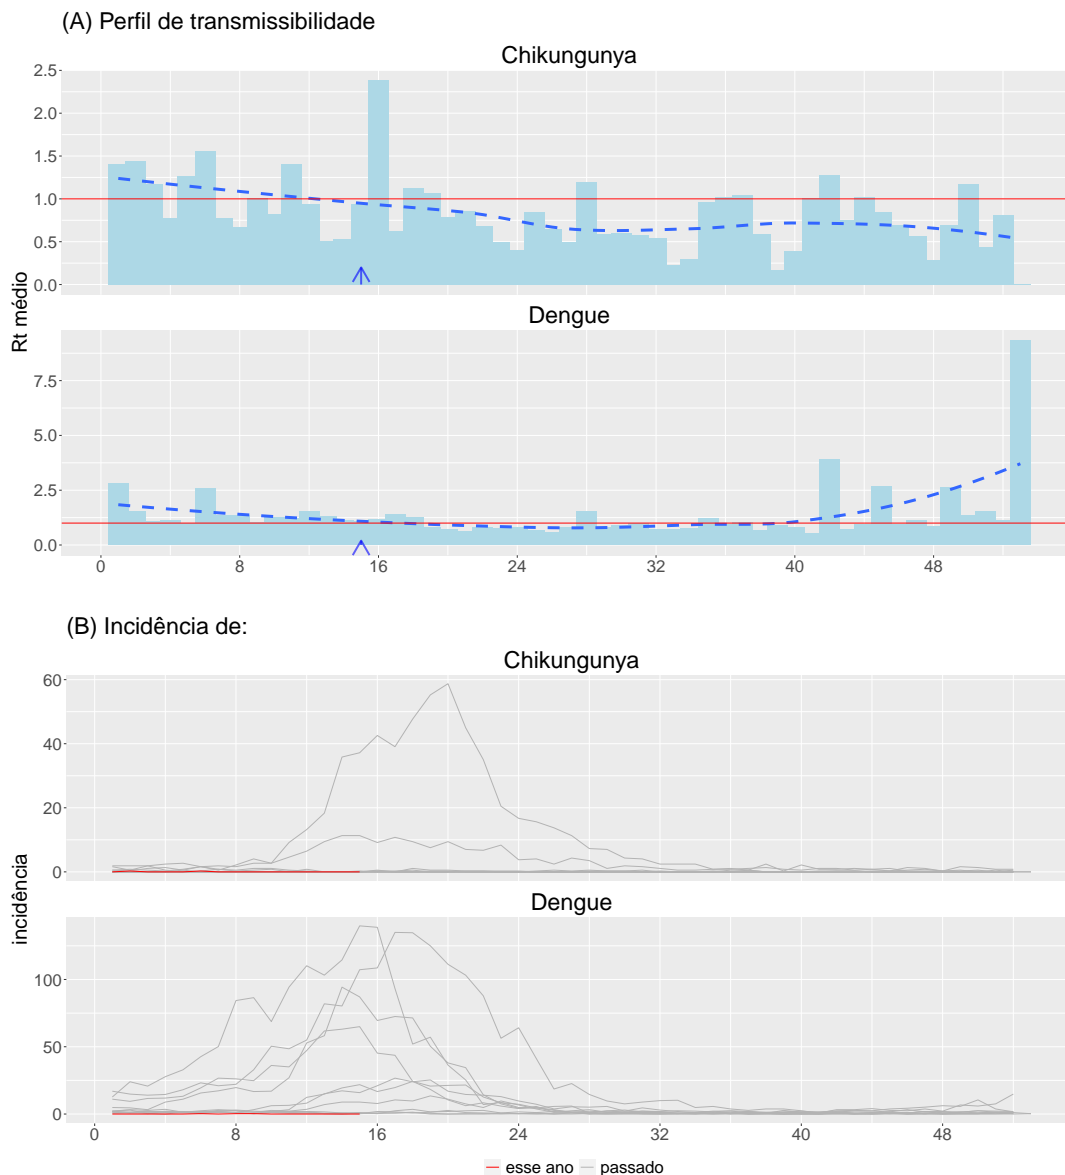 (A) Perfil de transmissibilidade
Chikungunya
2.5
2.0
1.5
1.0
0.5
0.0
Rt médio
Dengue
7.5
5.0
2.5
0.0
0 8 16 24 32 40 48
(B) Incidência de:
Chikungunya
60
40
20
0
incidência
Dengue
100
50
0
0 8 16 24 32 40 48
esse ano passado